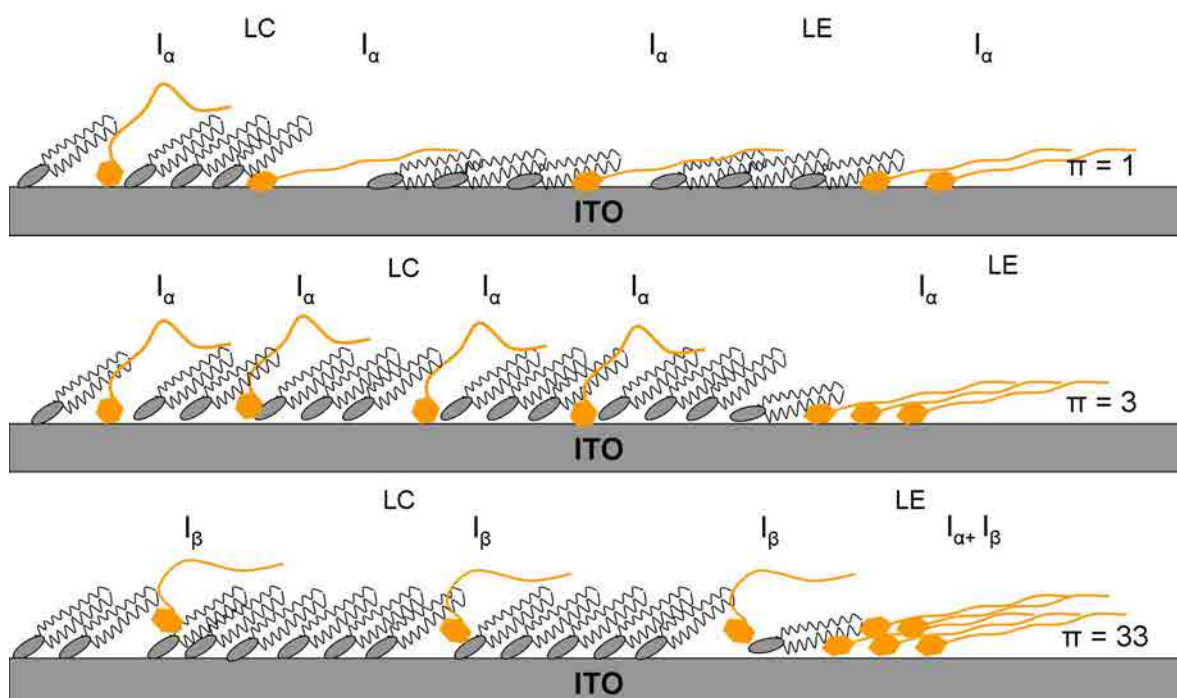 LC LE
Iα Iα Iα Iα
π = 1
ITO
LC LE
Iα Iα Iα Iα Iα
π = 3
ITO
LC LE
Iβ Iβ Iβ Iα+ Iβ
π = 33
ITO